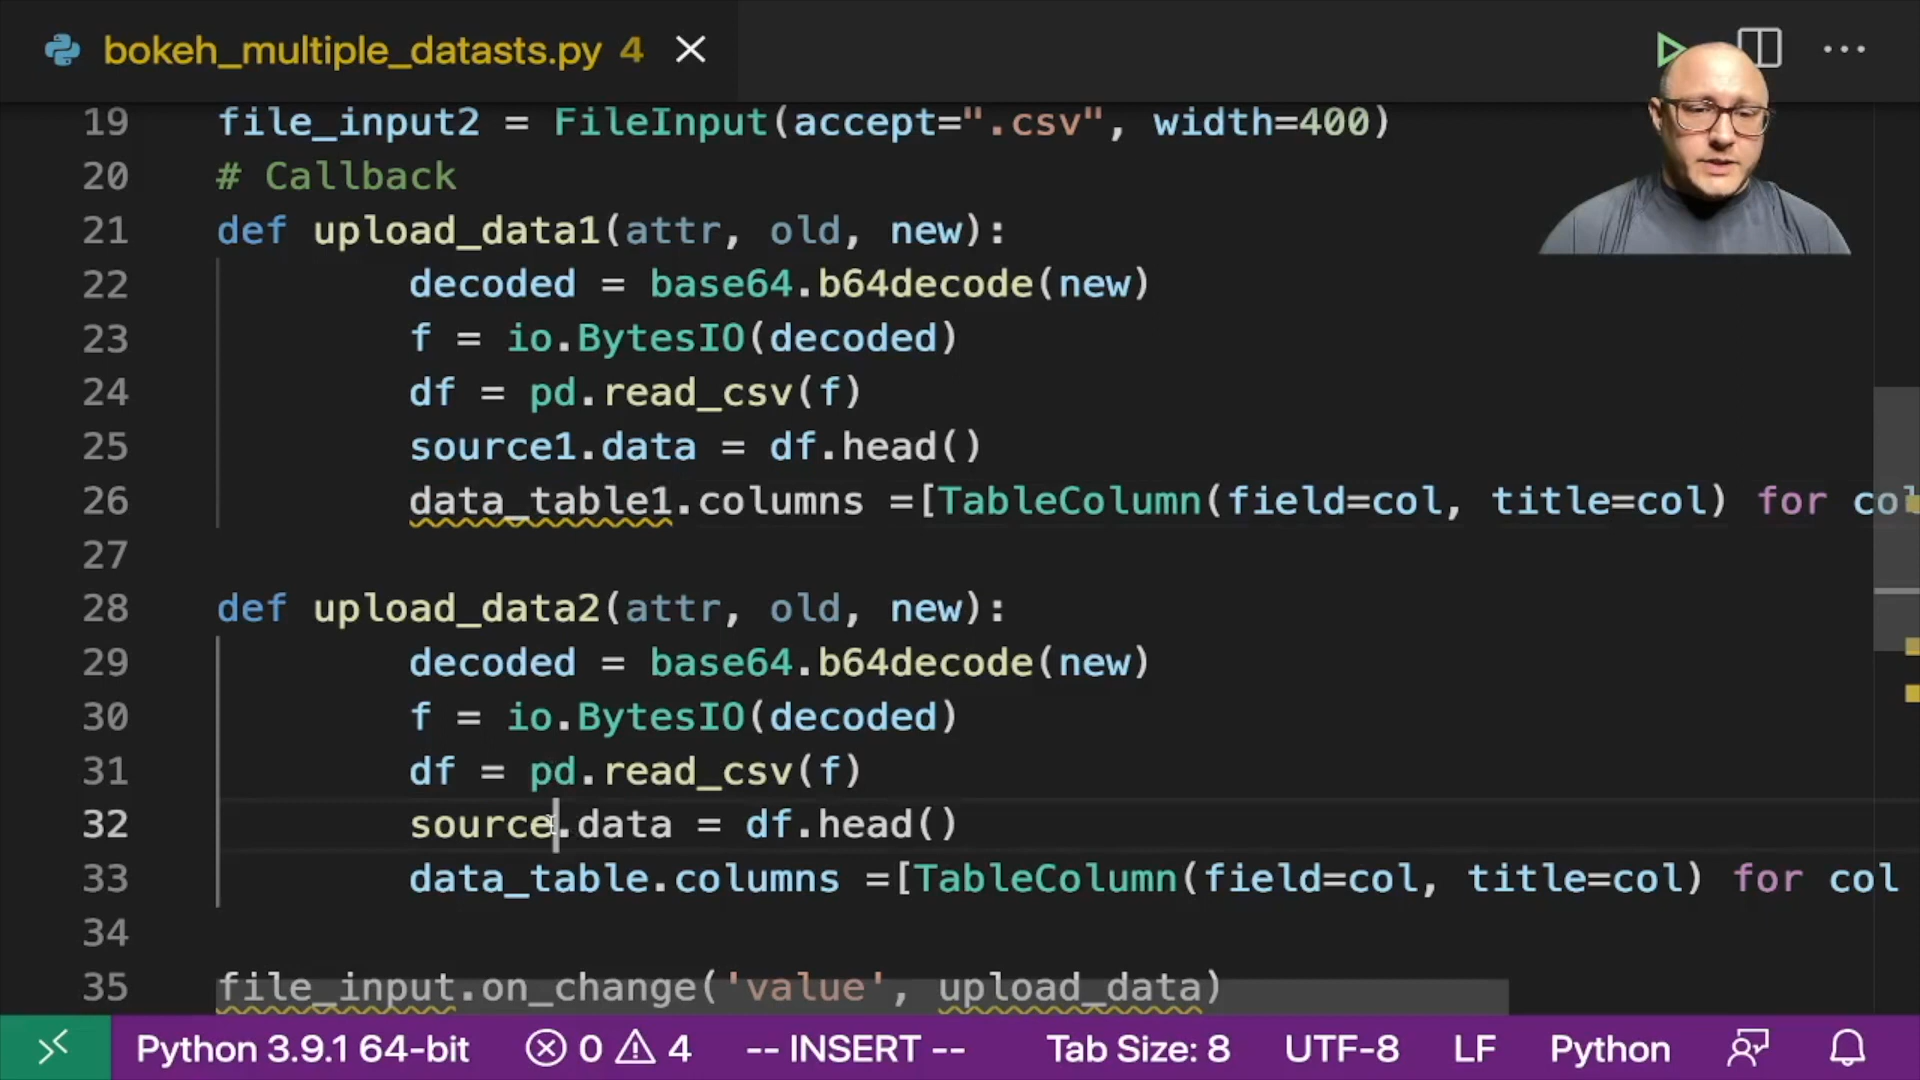 bokeh_multiple_datasts.py 4
19 file_input2 = FileInput(accept=".csv", width=400)
20 # Callback
21 def upload_data1(attr, old, new):
22 decoded = base64.b64decode(new)
23 f = io.BytesIO(decoded)
24 df = pd.read_csv(f)
25 source1.data = df.head()
26 data_table1.columns =[TableColumn(field=col, title=col) for col
27
28 def upload_data2(attr, old, new):
29 decoded = base64.b64decode(new)
30 f = io.BytesIO(decoded)
31 df = pd.read_csv(f)
32 source.data = df.head()
33 data_table.columns =[TableColumn(field=col, title=col) for col
34
35 file_input.on_change('value', upload_data)
Python 3.9.1 64-bit 0 4 -- INSERT -- Tab Size: 8 UTF-8 LF Python